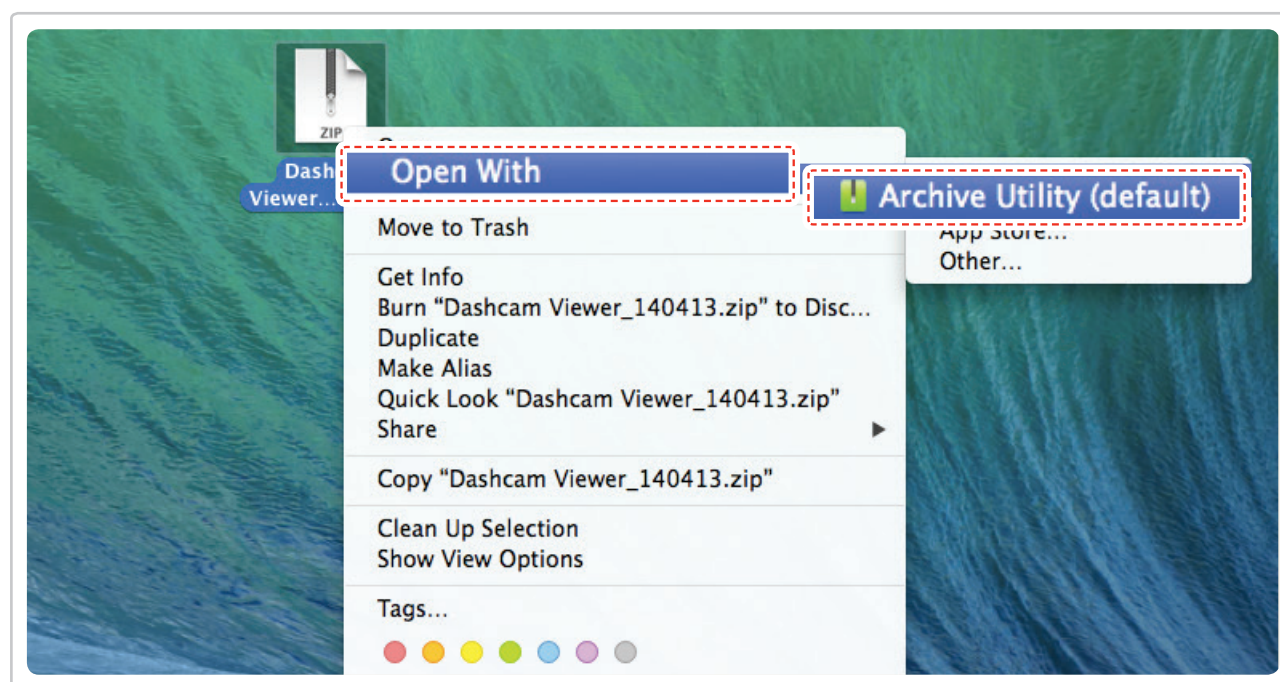 ZIP
Dash
Viewer...
Open With
Archive Utility (default)
App Store...
Other...
Move to Trash
Get Info
Burn “Dashcam Viewer_140413.zip” to Disc...
Duplicate
Make Alias
Quick Look “Dashcam Viewer_140413.zip”
Share
Copy “Dashcam Viewer_140413.zip”
Clean Up Selection
Show View Options
Tags...